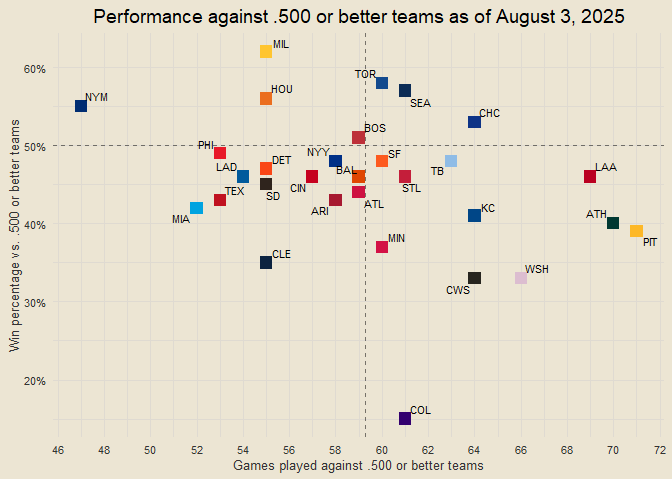 Performance against .500 or better teams as of August 3, 2025
Win percentage vs. .500 or better teams
60%
50%
40%
30%
20%
MIL
TOR
HOU
SEA
NYM
CHC
BOS
PHI
NYY
SF
DET
BAL
TB
LAA
LAD
CIN
STL
TEX
SD
MIA
ARI
ATL
KC
ATH
PIT
MIN
CLE
WSH
CWS
COL
46 48 50 52 54 56 58 60 62 64 66 68 70 72
Games played against .500 or better teams